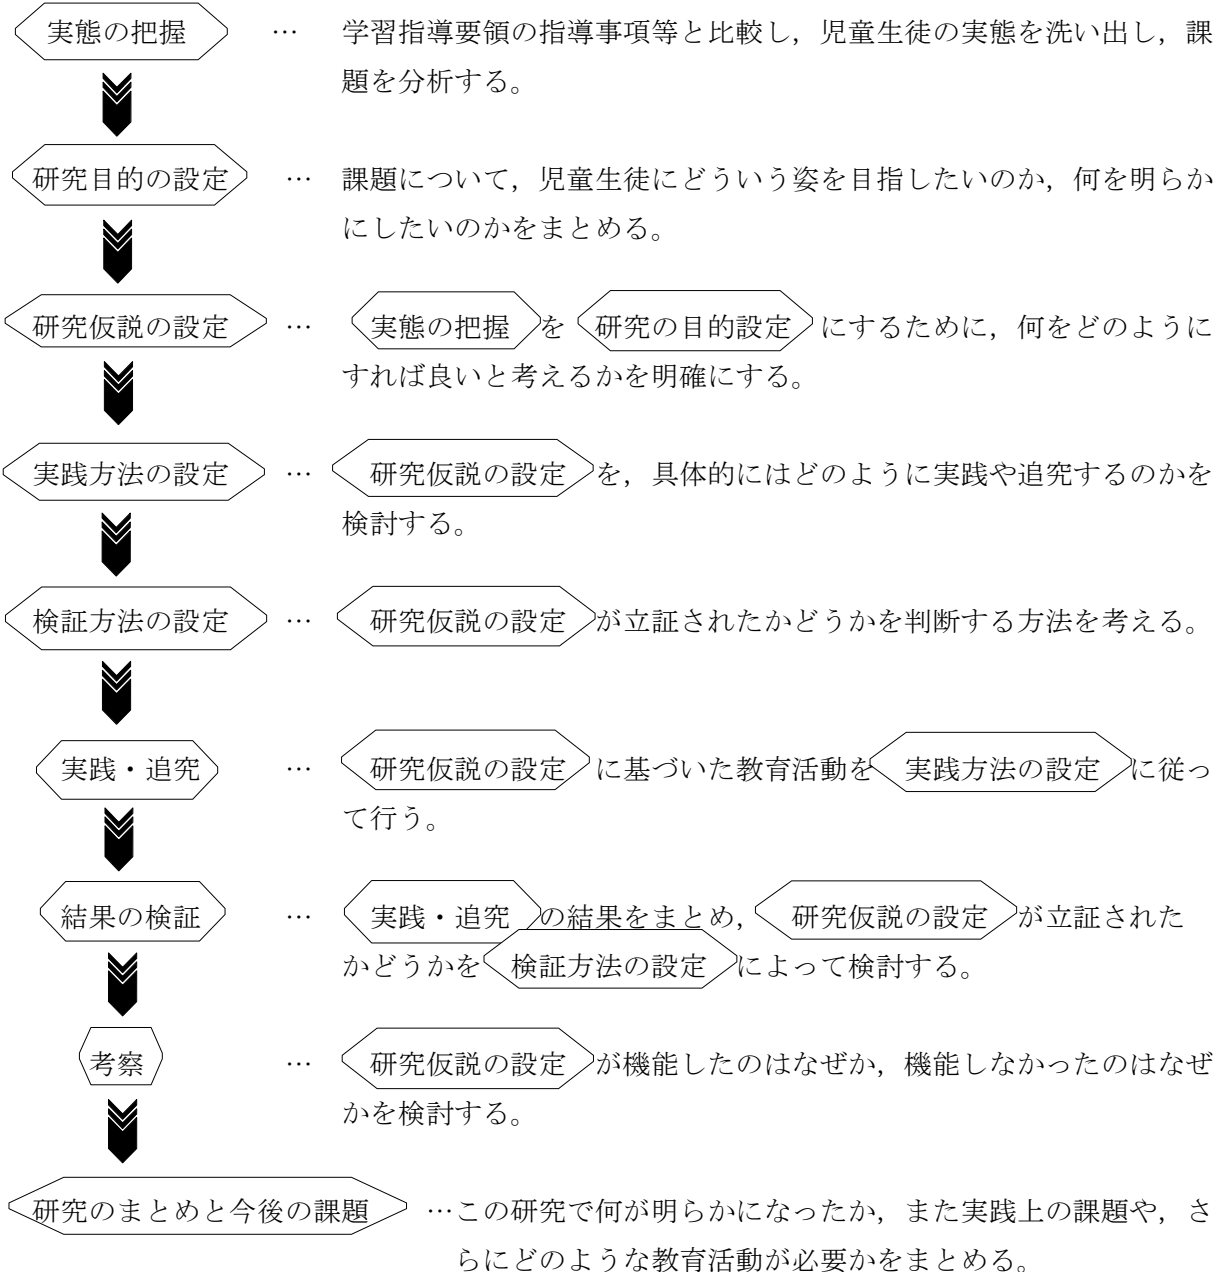 実態の把握 … 学習指導要領の指導事項等と比較し，児童生徒の実態を洗い出し，課
題を分析する。
研究目的の設定 … 課題について，児童生徒にどういう姿を目指したいのか，何を明らか
にしたいのかをまとめる。
研究仮説の設定 … 実態の把握を研究の目的設定にするために，何をどのように
すれば良いと考えるかを明確にする。
実践方法の設定 … 研究仮説の設定を，具体的にはどのように実践や追究するのかを
検討する。
検証方法の設定 … 研究仮説の設定が立証されたかどうかを判断する方法を考える。
実践・追究 … 研究仮説の設定に基づいた教育活動を実践方法の設定に従っ
て行う。
結果の検証 … 実践・追究の結果をまとめ，研究仮説の設定が立証された
かどうかを検証方法の設定によって検討する。
考察 … 研究仮説の設定が機能したのはなぜか，機能しなかったのはなぜ
かを検討する。
研究のまとめと今後の課題 …この研究で何が明らかになったか，また実践上の課題や，さ
らにどのような教育活動が必要かをまとめる。